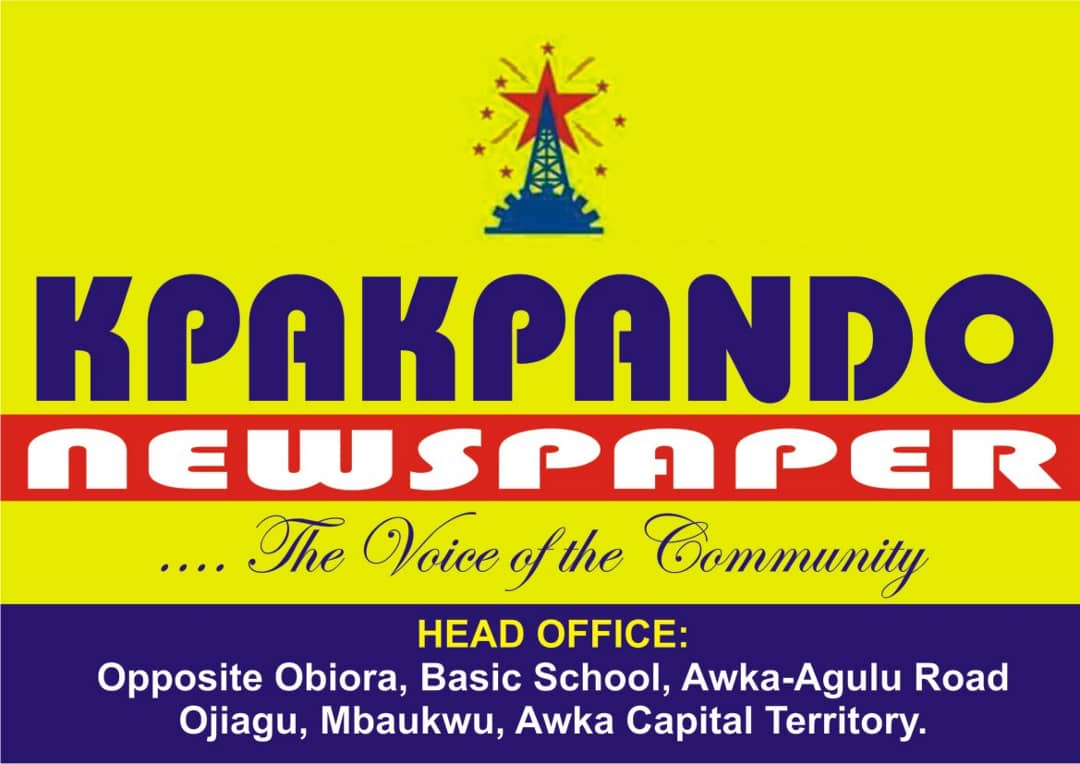 KPAKPANDO
NEWSPAPER
.... The Voice of the Community
HEAD OFFICE:
Opposite Obiora, Basic School, Awka-Agulu Road
Ojiagu, Mbaukwu, Awka Capital Territory.